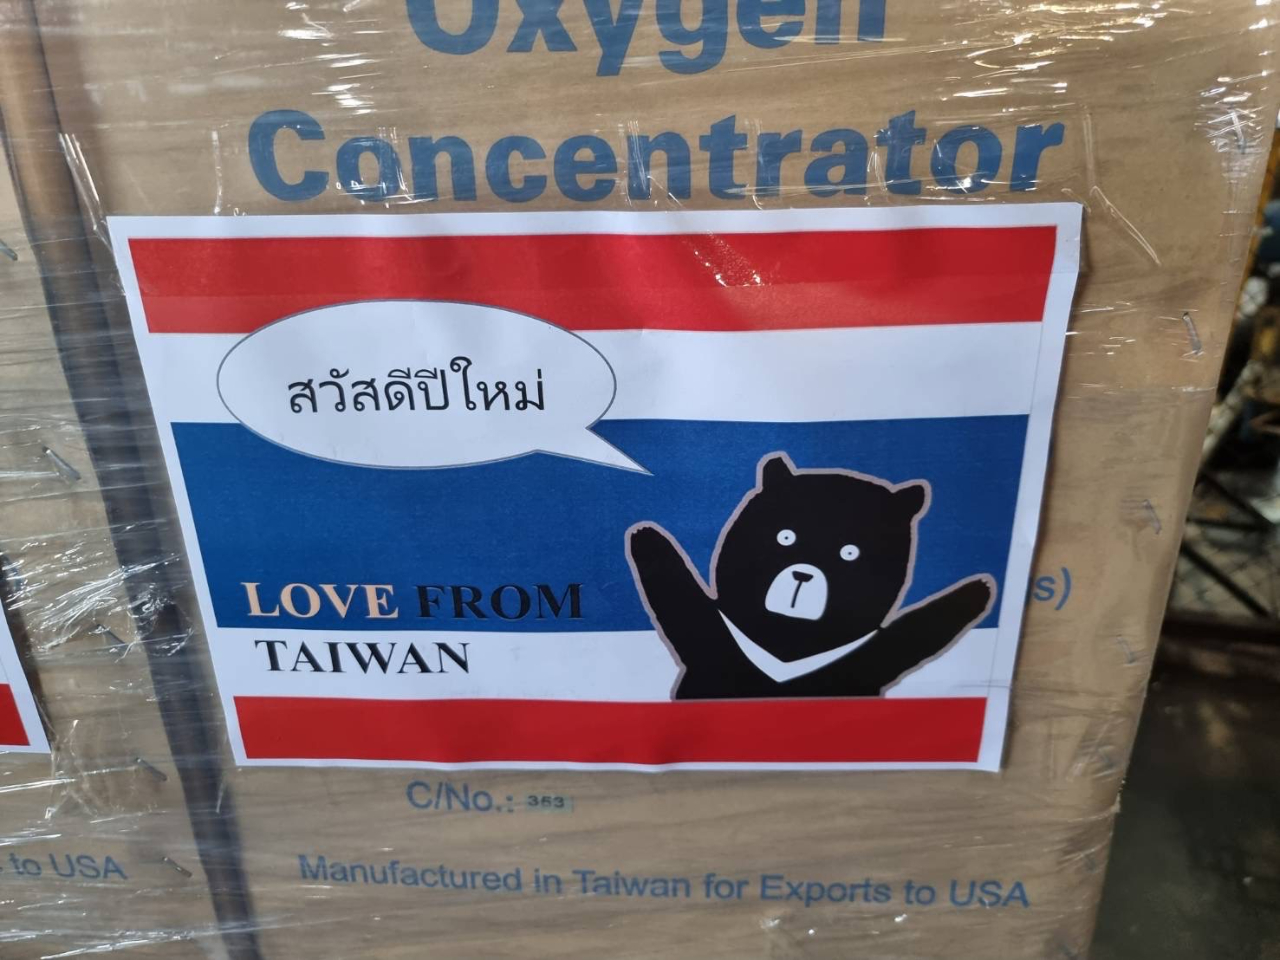 Oxygen
Concentrator
สวัสดีปีใหม่
LOVE FROM
TAIWAN
s)
C/No.: 353
to USA
Manufactured in Taiwan for Exports to USA